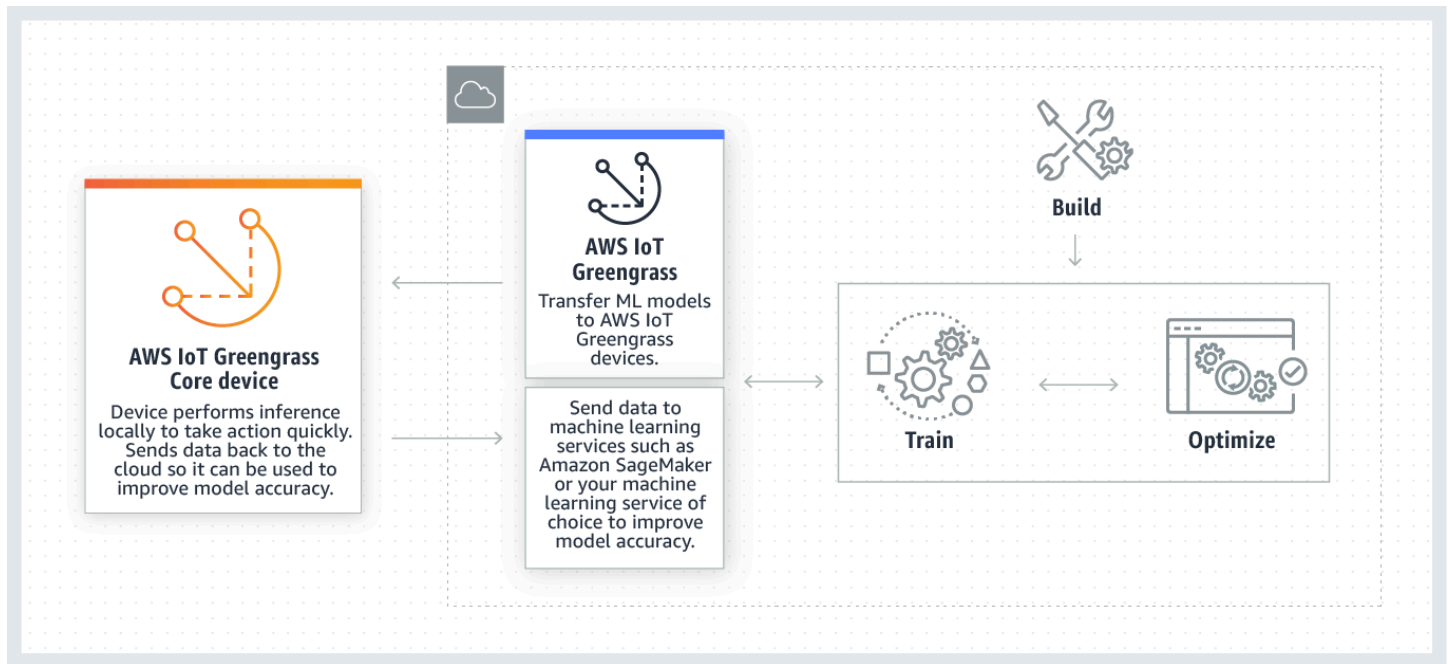 AWS IoT Greengrass
Core device
Device performs inference
locally to take action quickly.
Sends data back to the
cloud so it can be used to
improve model accuracy.
AWS IoT
Greengrass
Transfer ML models
to AWS IoT
Greengrass
devices.
Send data to
machine learning
services such as
Amazon SageMaker
or your machine
learning service of
choice to improve
model accuracy.
Build
Train
Optimize